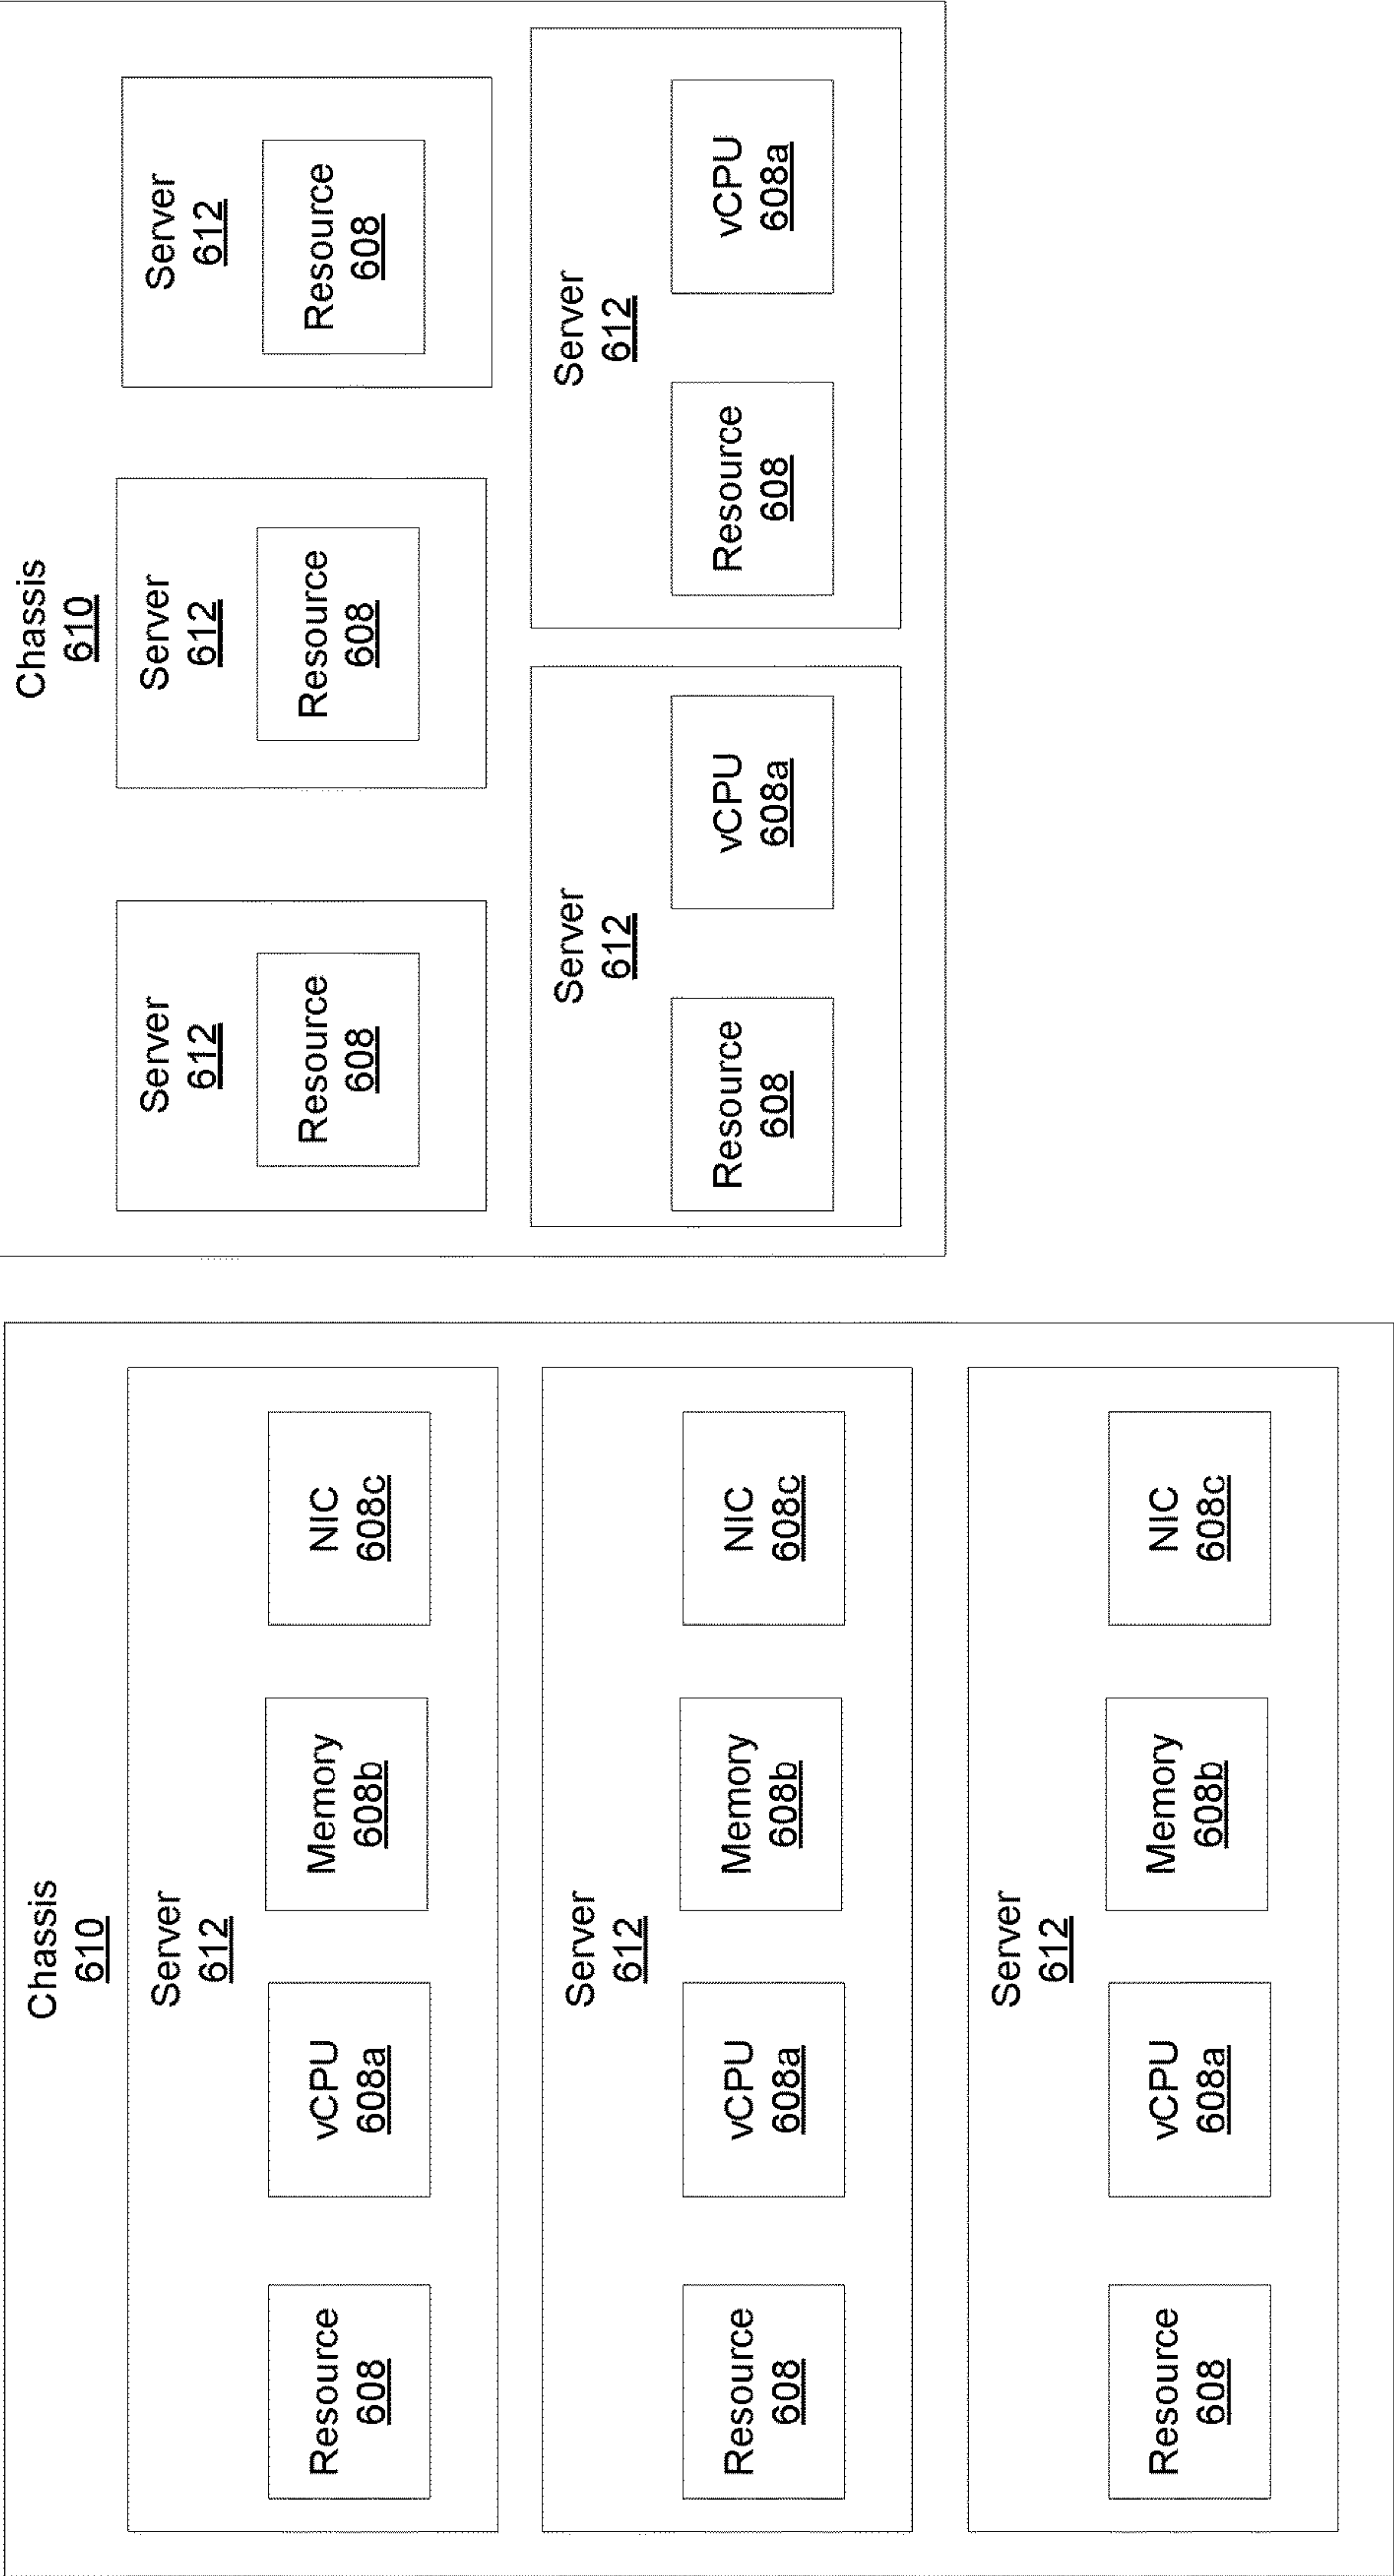 Chassis
610
Server
612
Resource
608
vCPU
608a
Memory
608b
NIC
608c
Server
612
Resource
608
vCPU
608a
Memory
608b
NIC
608c
Server
612
Resource
608
vCPU
608a
Memory
608b
NIC
608c
Chassis
610
Server
612
Resource
608
Server
612
Resource
608
Server
612
Resource
608
Server
612
Resource
608
vCPU
608a
Server
612
Resource
608
vCPU
608a